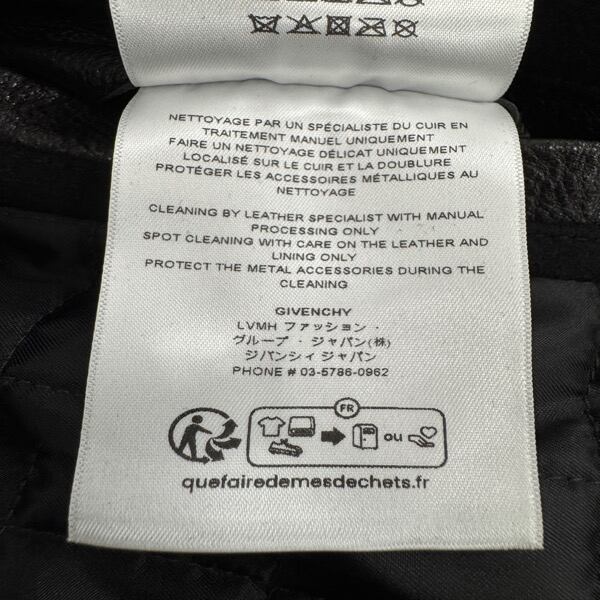 NETTOYAGE PAR UN SPÉCIALISTE DU CUIR EN
TRAITEMENT MANUEL UNIQUEMENT
FAIRE UN NETTOYAGE DÉLICAT UNIQUEMENT
LOCALISÉ SUR LE CUIR ET LA DOUBLURE
PROTÉGER LES ACCESSOIRES MÉTALLIQUES AU
NETTOYAGE
CLEANING BY LEATHER SPECIALIST WITH MANUAL
PROCESSING ONLY
SPOT CLEANING WITH CARE ON THE LEATHER AND
LINING ONLY
PROTECT THE METAL ACCESSORIES DURING THE
CLEANING
GIVENCHY
LVMH ファッション ·
グループ · ジャパン(株)
ジバンシィ ジャパン
PHONE # 03-5786-0962
FR
ou
quefairedemesdechets.fr